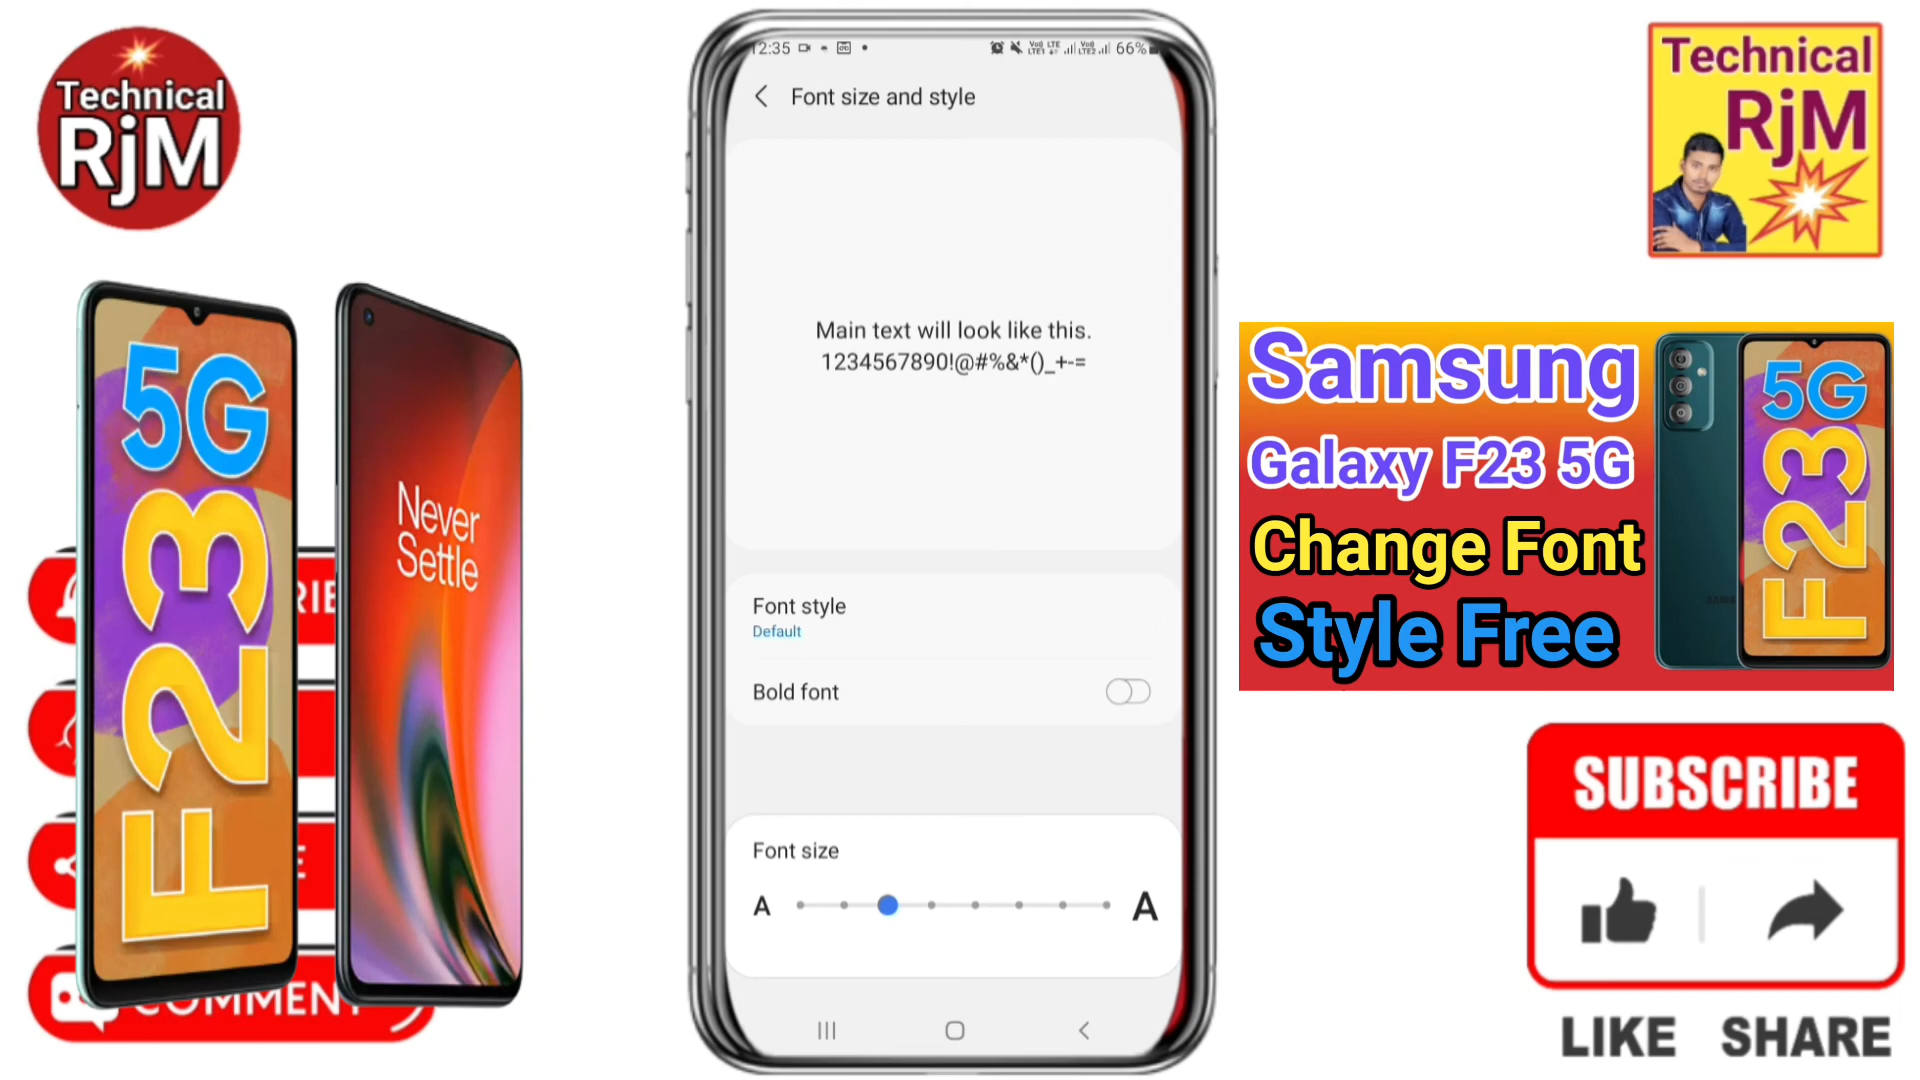 Technical
RjM
5G
F23
Never
Settle
COMMENT
12:35
66%
Font size and style
Main text will look like this.
1234567890!@#%&*()_+-=
Font style
Default
Bold font
Font size
A
A
Technical
RjM
Samsung
Galaxy F23 5G
Change Font
Style Free
5G
F23
SUBSCRIBE
LIKE SHARE